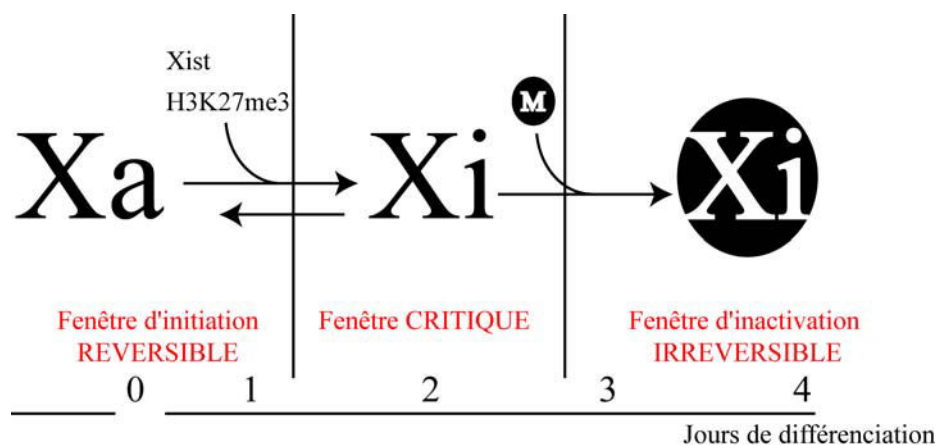 Xist
H3K27me3
M
Xa
Xi
Xi
Fenêtre d'initiation
REVERSIBLE
Fenêtre CRITIQUE
Fenêtre d'inactivation
IRREVERSIBLE
0 1 2 3 4
Jours de différenciation